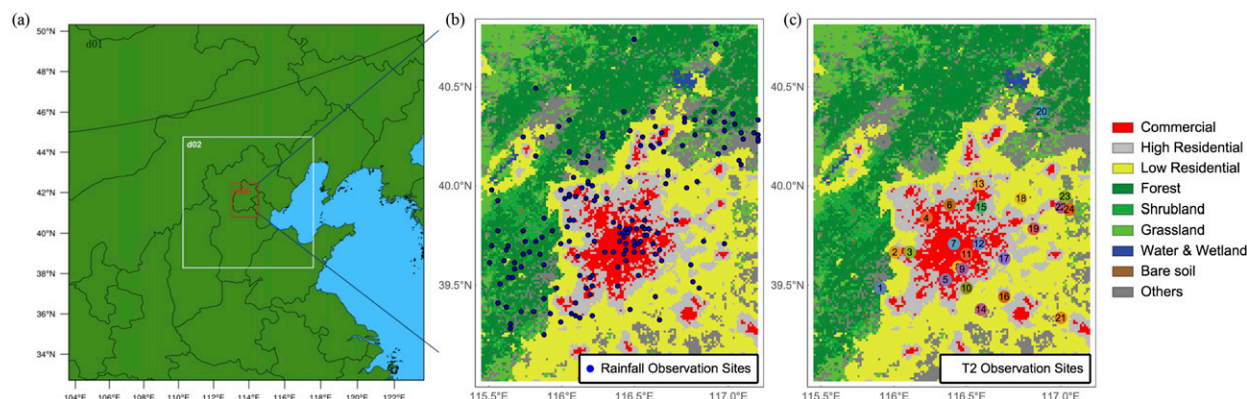 (a)
(b)
(c)
d01
d02
50°N
48°N
46°N
44°N
42°N
40°N
38°N
36°N
34°N
104°E 106°E 108°E 110°E 112°E 114°E 116°E 118°E 120°E 122°E
40.5°N
40.0°N
39.5°N
115.5°E 116.0°E 116.5°E 117.0°E
Rainfall Observation Sites
40.5°N
40.0°N
39.5°N
20
13
23
18
6
15
22
24
4
19
7
12
2
3
11
17
9
5
1
10
16
14
21
115.5°E 116.0°E 116.5°E 117.0°E
T2 Observation Sites
Commercial
High Residential
Low Residential
Forest
Shrubland
Grassland
Water & Wetland
Bare soil
Others